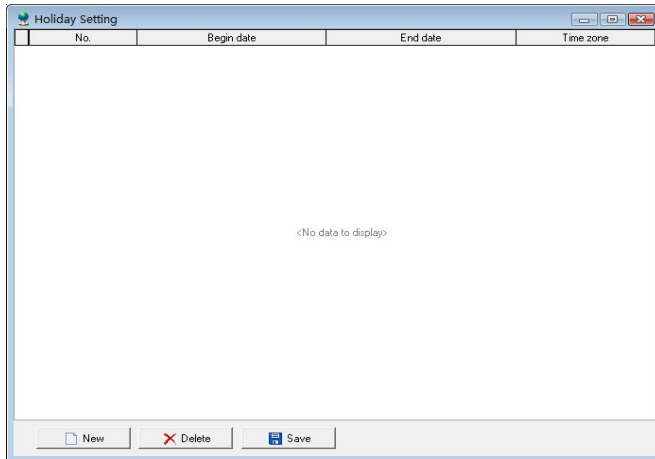 Holiday Setting
No. Begin date End date Time zone
<No data to display>
New Delete Save